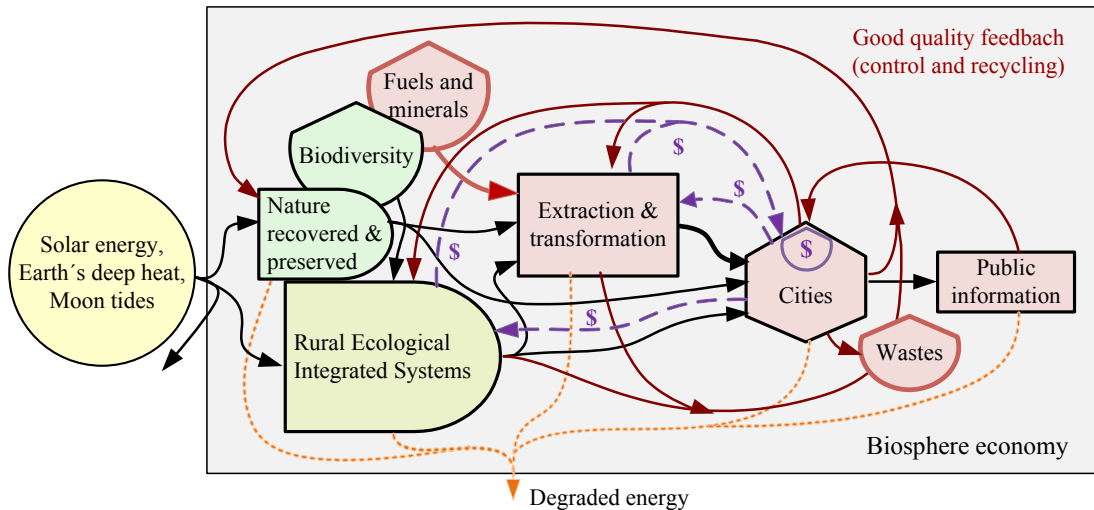 Good quality feedbach
(control and recycling)
Fuels and
minerals
Biodiversity
$
$
Nature
recovered &
preserved
Extraction &
transformation
Solar energy,
Earth´s deep heat,
Moon tides
$
$
Cities
Public
information
$
Rural Ecological
Integrated Systems
Wastes
Biosphere economy
Degraded energy